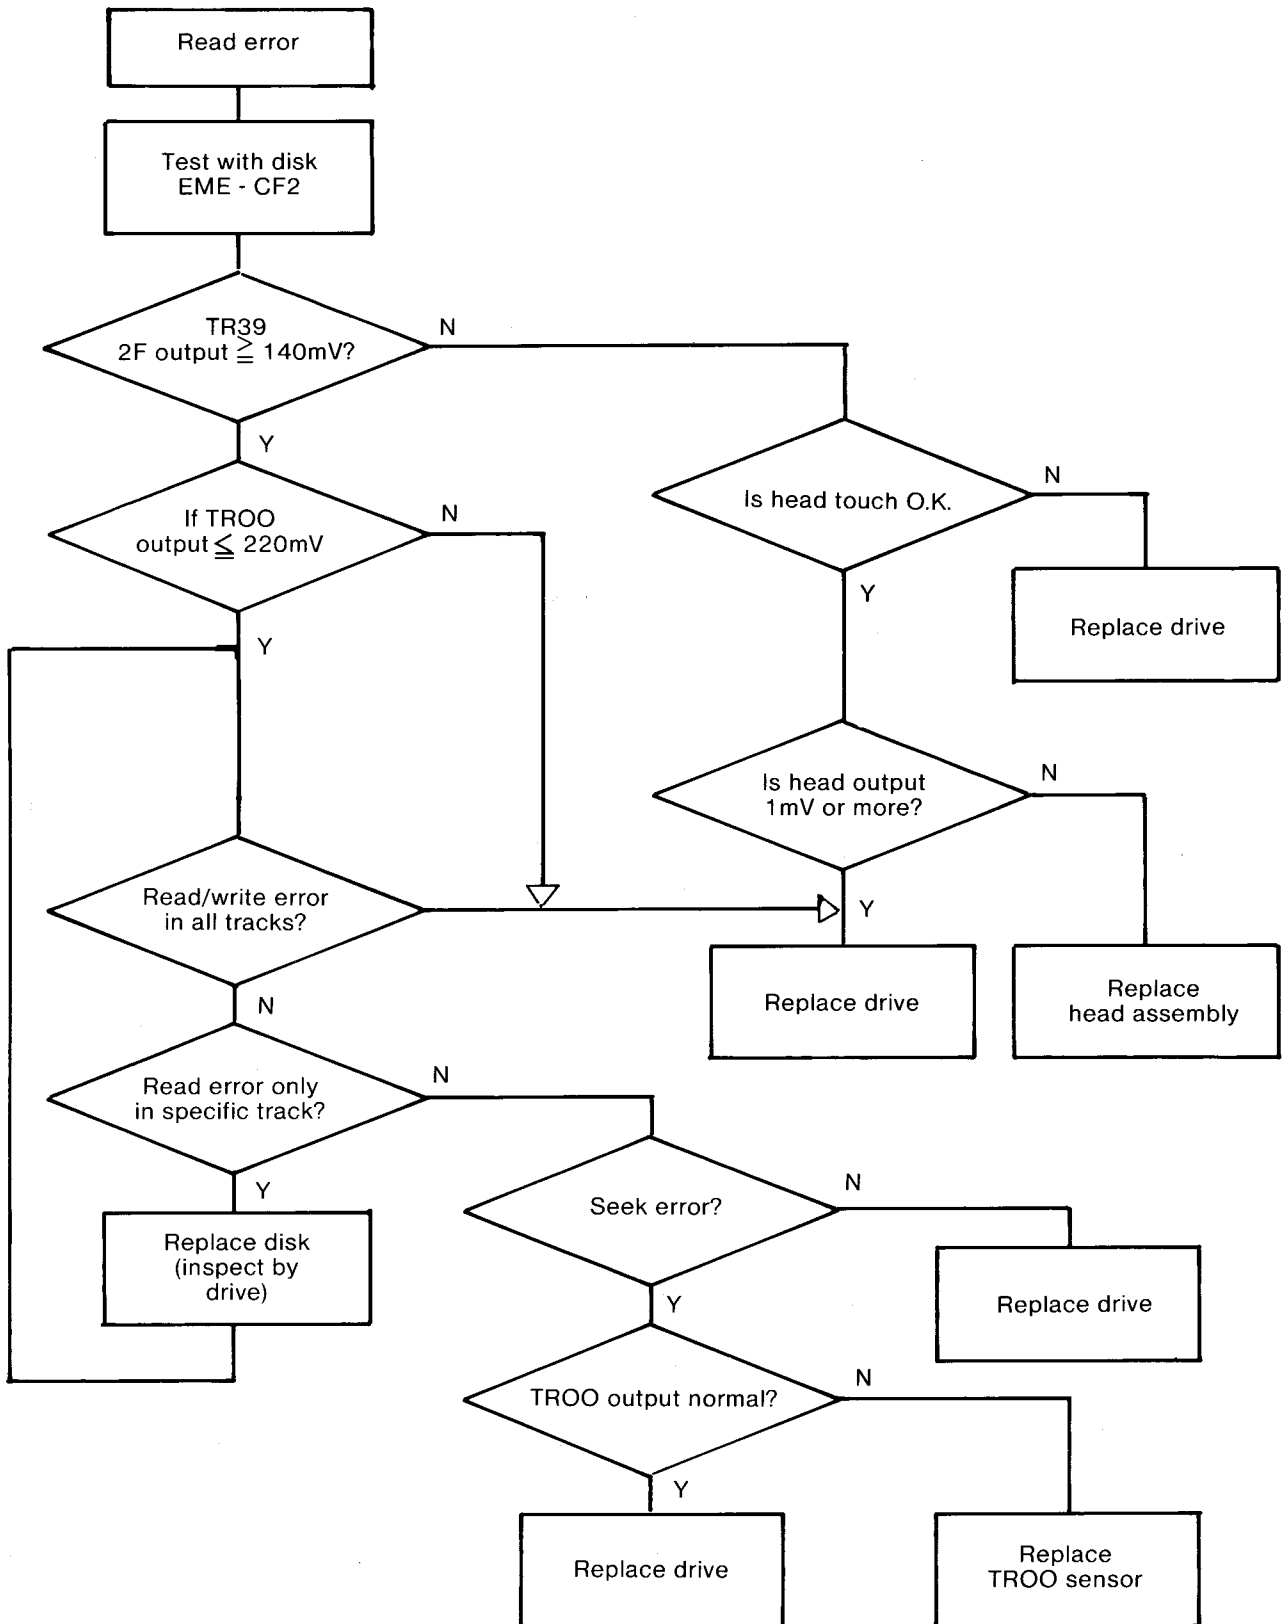 Read error
Test with disk
EME - CF2
TR39
2F output ≧ 140mV?
N
Y
If TROO
output ≦ 220mV
N
Y
Is head touch O.K.
N
Y
Replace drive
Is head output
1mV or more?
N
Y
Read/write error
in all tracks?
N
Replace drive
Replace
head assembly
Read error only
in specific track?
N
Y
Replace disk
(inspect by
drive)
Seek error?
N
Y
Replace drive
TROO output normal?
N
Y
Replace drive
Replace
TROO sensor